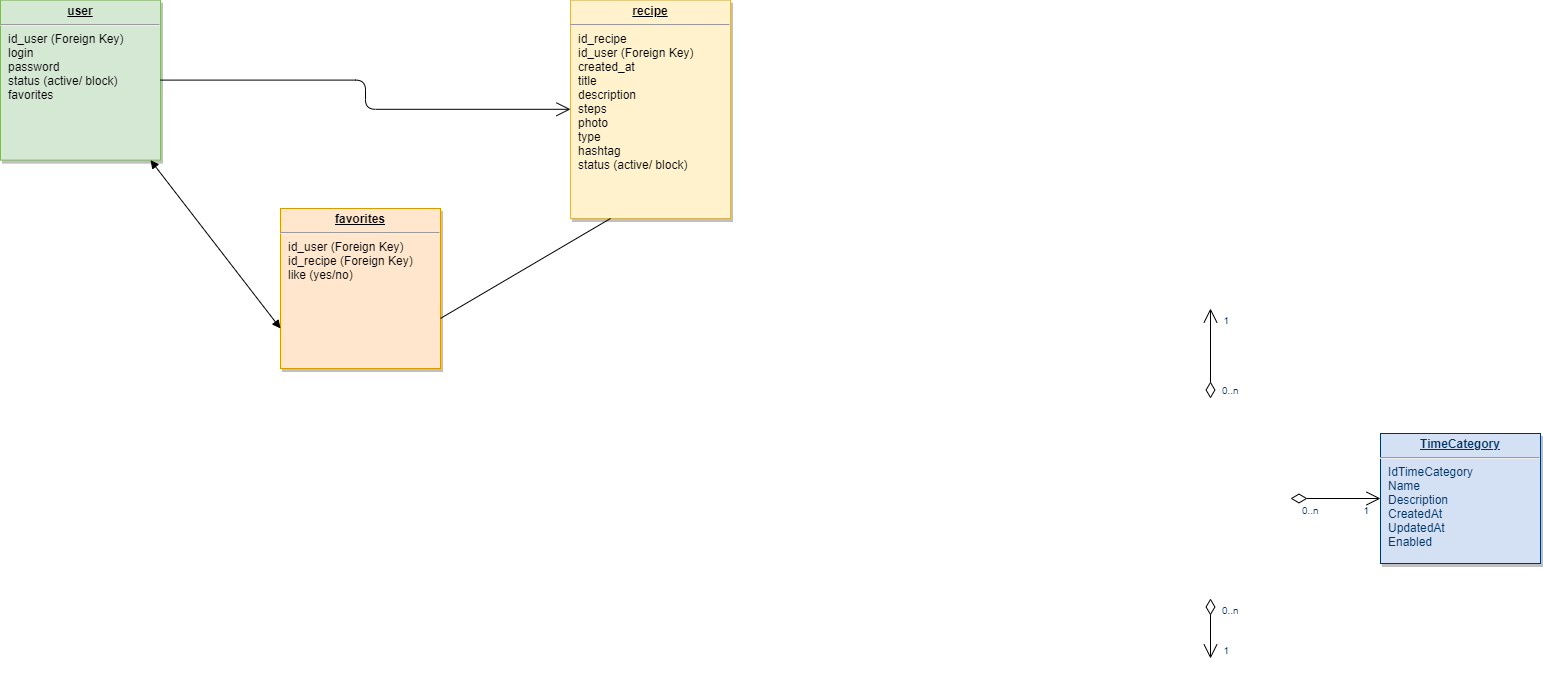 user
id_user (Foreign Key)
login
password
status (active/ block)
favorites
recipe
id_recipe
id_user (Foreign Key)
created_at
title
description
steps
photo
type
hashtag
status (active/ block)
favorites
id_user (Foreign Key)
id_recipe (Foreign Key)
like (yes/no)
1
0..n
0..n
1
TimeCategory
IdTimeCategory
Name
Description
CreatedAt
UpdatedAt
Enabled
0..n
1